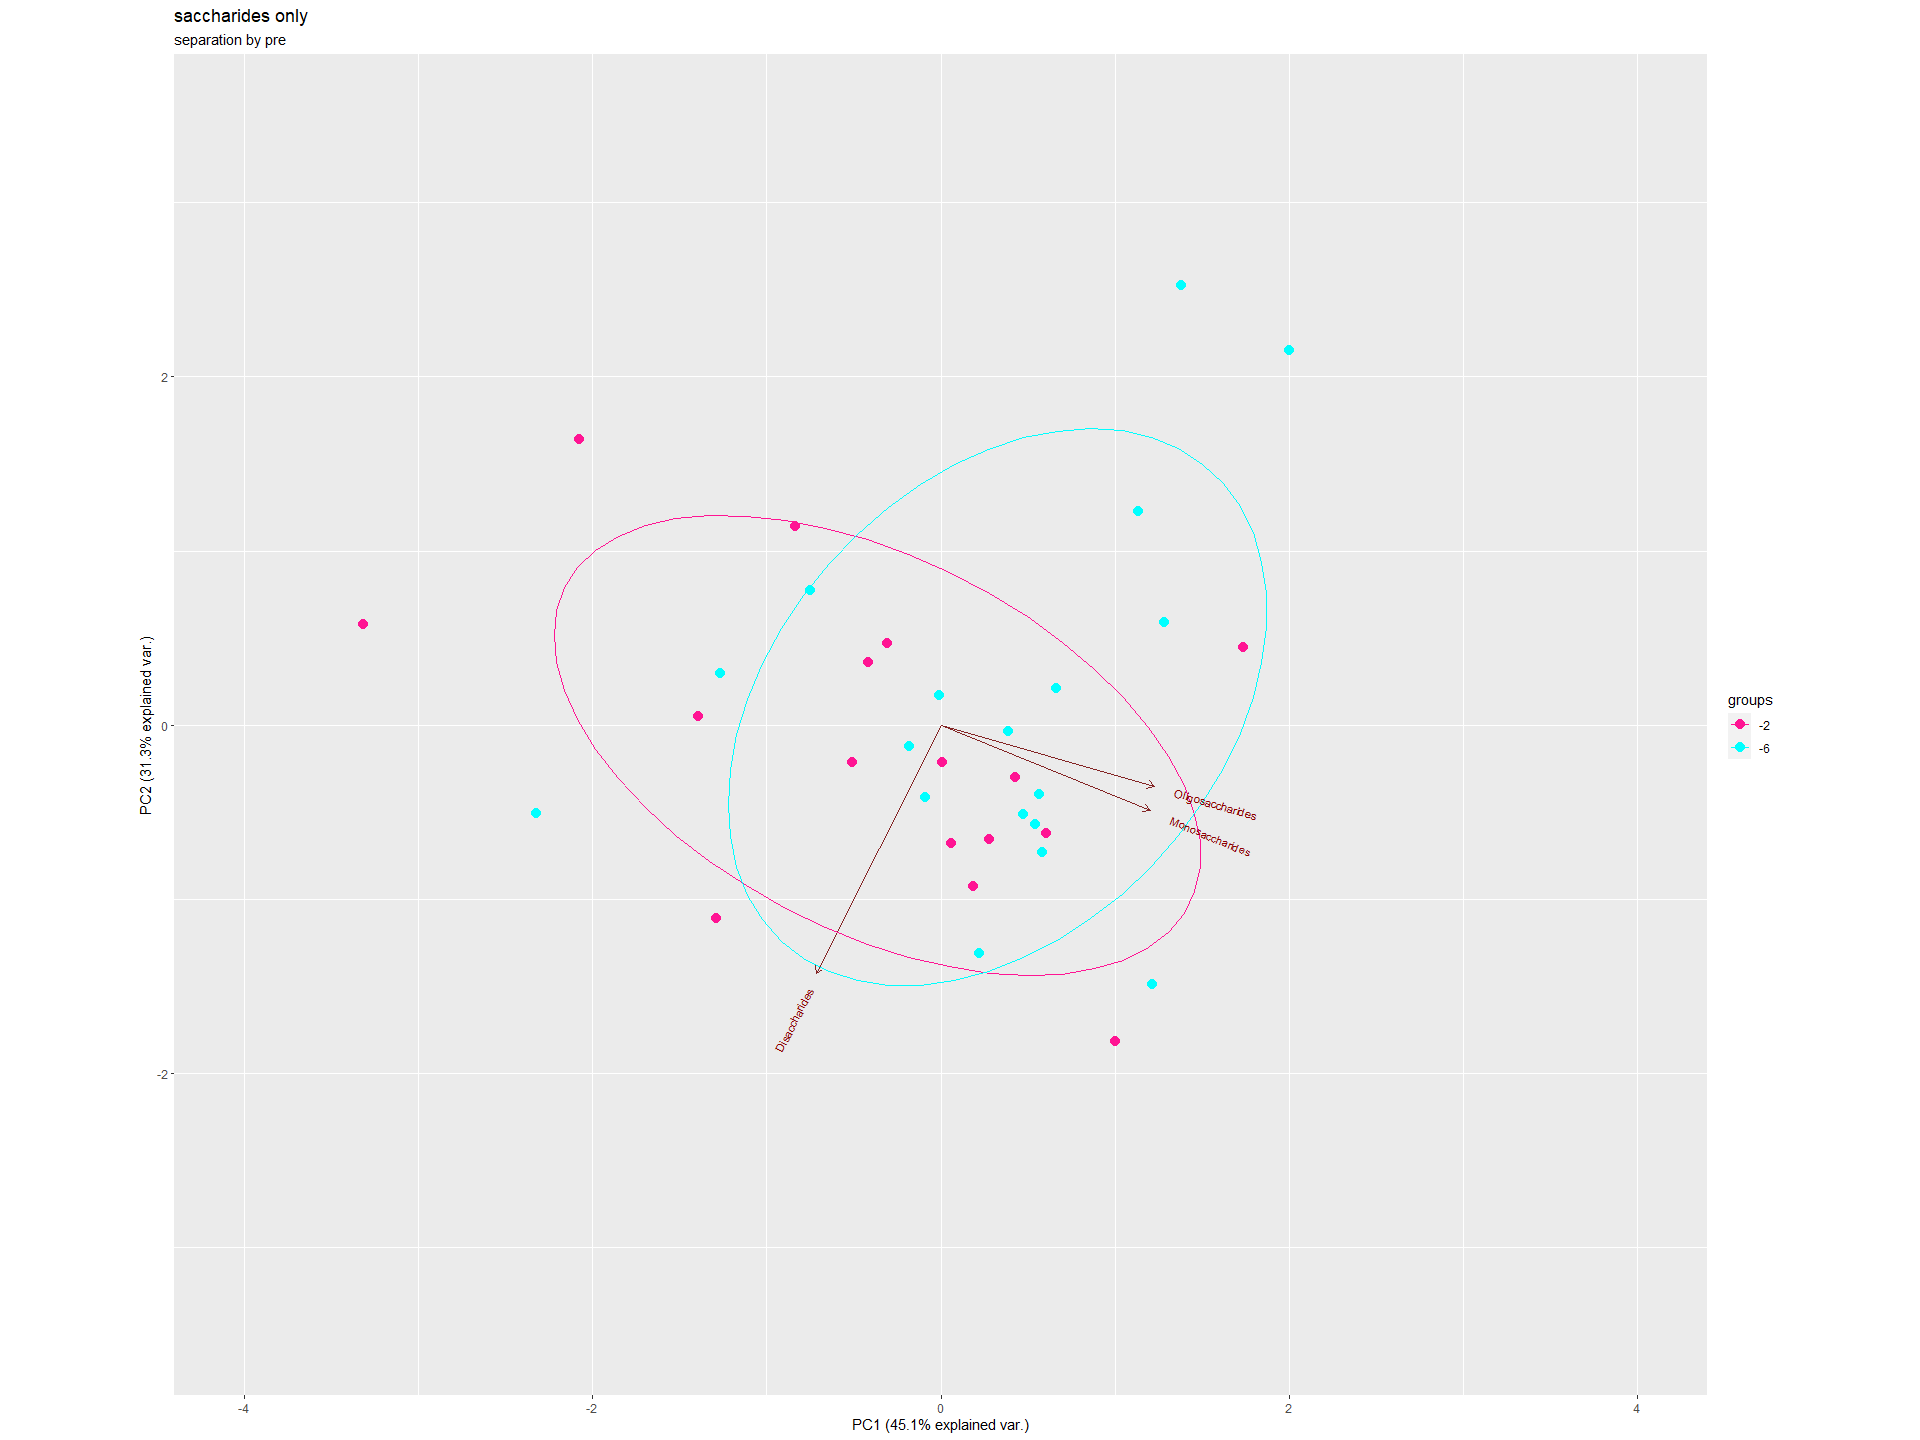 saccharides only
separation by pre
2
0
-2
PC2 (31.3% explained var.)
Oligosaccharides
Monosaccharides
Disaccharides
-4
-2
0
2
4
PC1 (45.1% explained var.)
groups
-2
-6